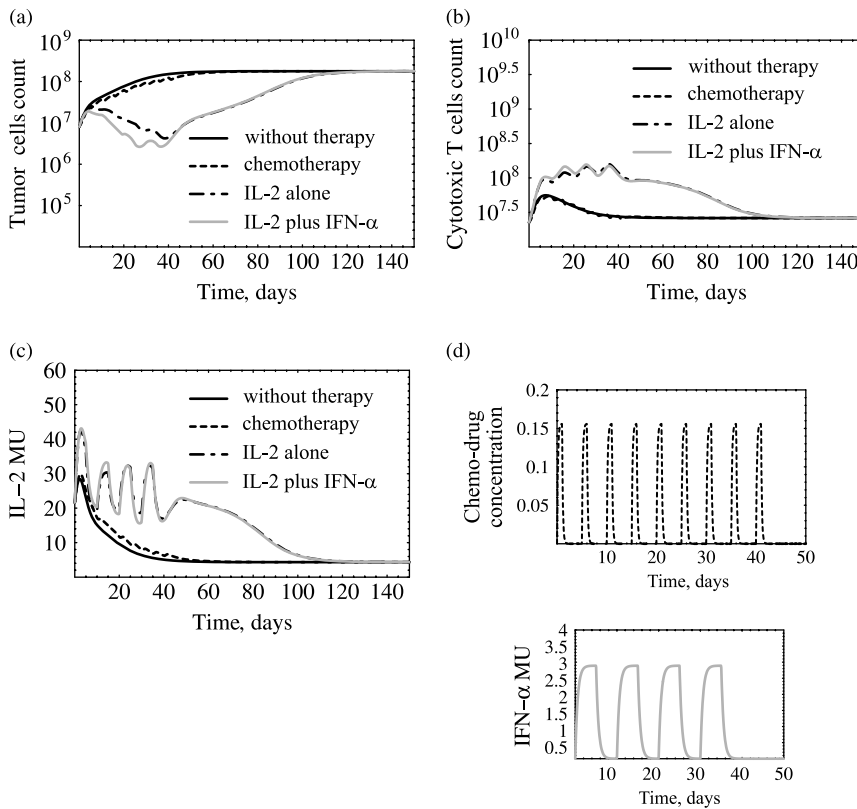 (a)
10^9
10^8
10^7
10^6
10^5
Tumor cells count
without therapy
chemotherapy
IL-2 alone
IL-2 plus IFN-α
20 40 60 80 100 120 140
Time, days
(b)
10^10
10^9.5
10^9
10^8.5
10^8
10^7.5
Cytotoxic T cells count
without therapy
chemotherapy
IL-2 alone
IL-2 plus IFN-α
20 40 60 80 100 120 140
Time, days
(c)
60
50
40
30
20
10
IL−2 MU
without therapy
chemotherapy
IL-2 alone
IL-2 plus IFN-α
20 40 60 80 100 120 140
Time, days
(d)
0.2
0.15
0.1
0.05
Chemo-drug
concentration
10 20 30 40 50
Time, days
4
3.5
3
2.5
2
1.5
1
0.5
IFN−α MU
10 20 30 40 50
Time, days